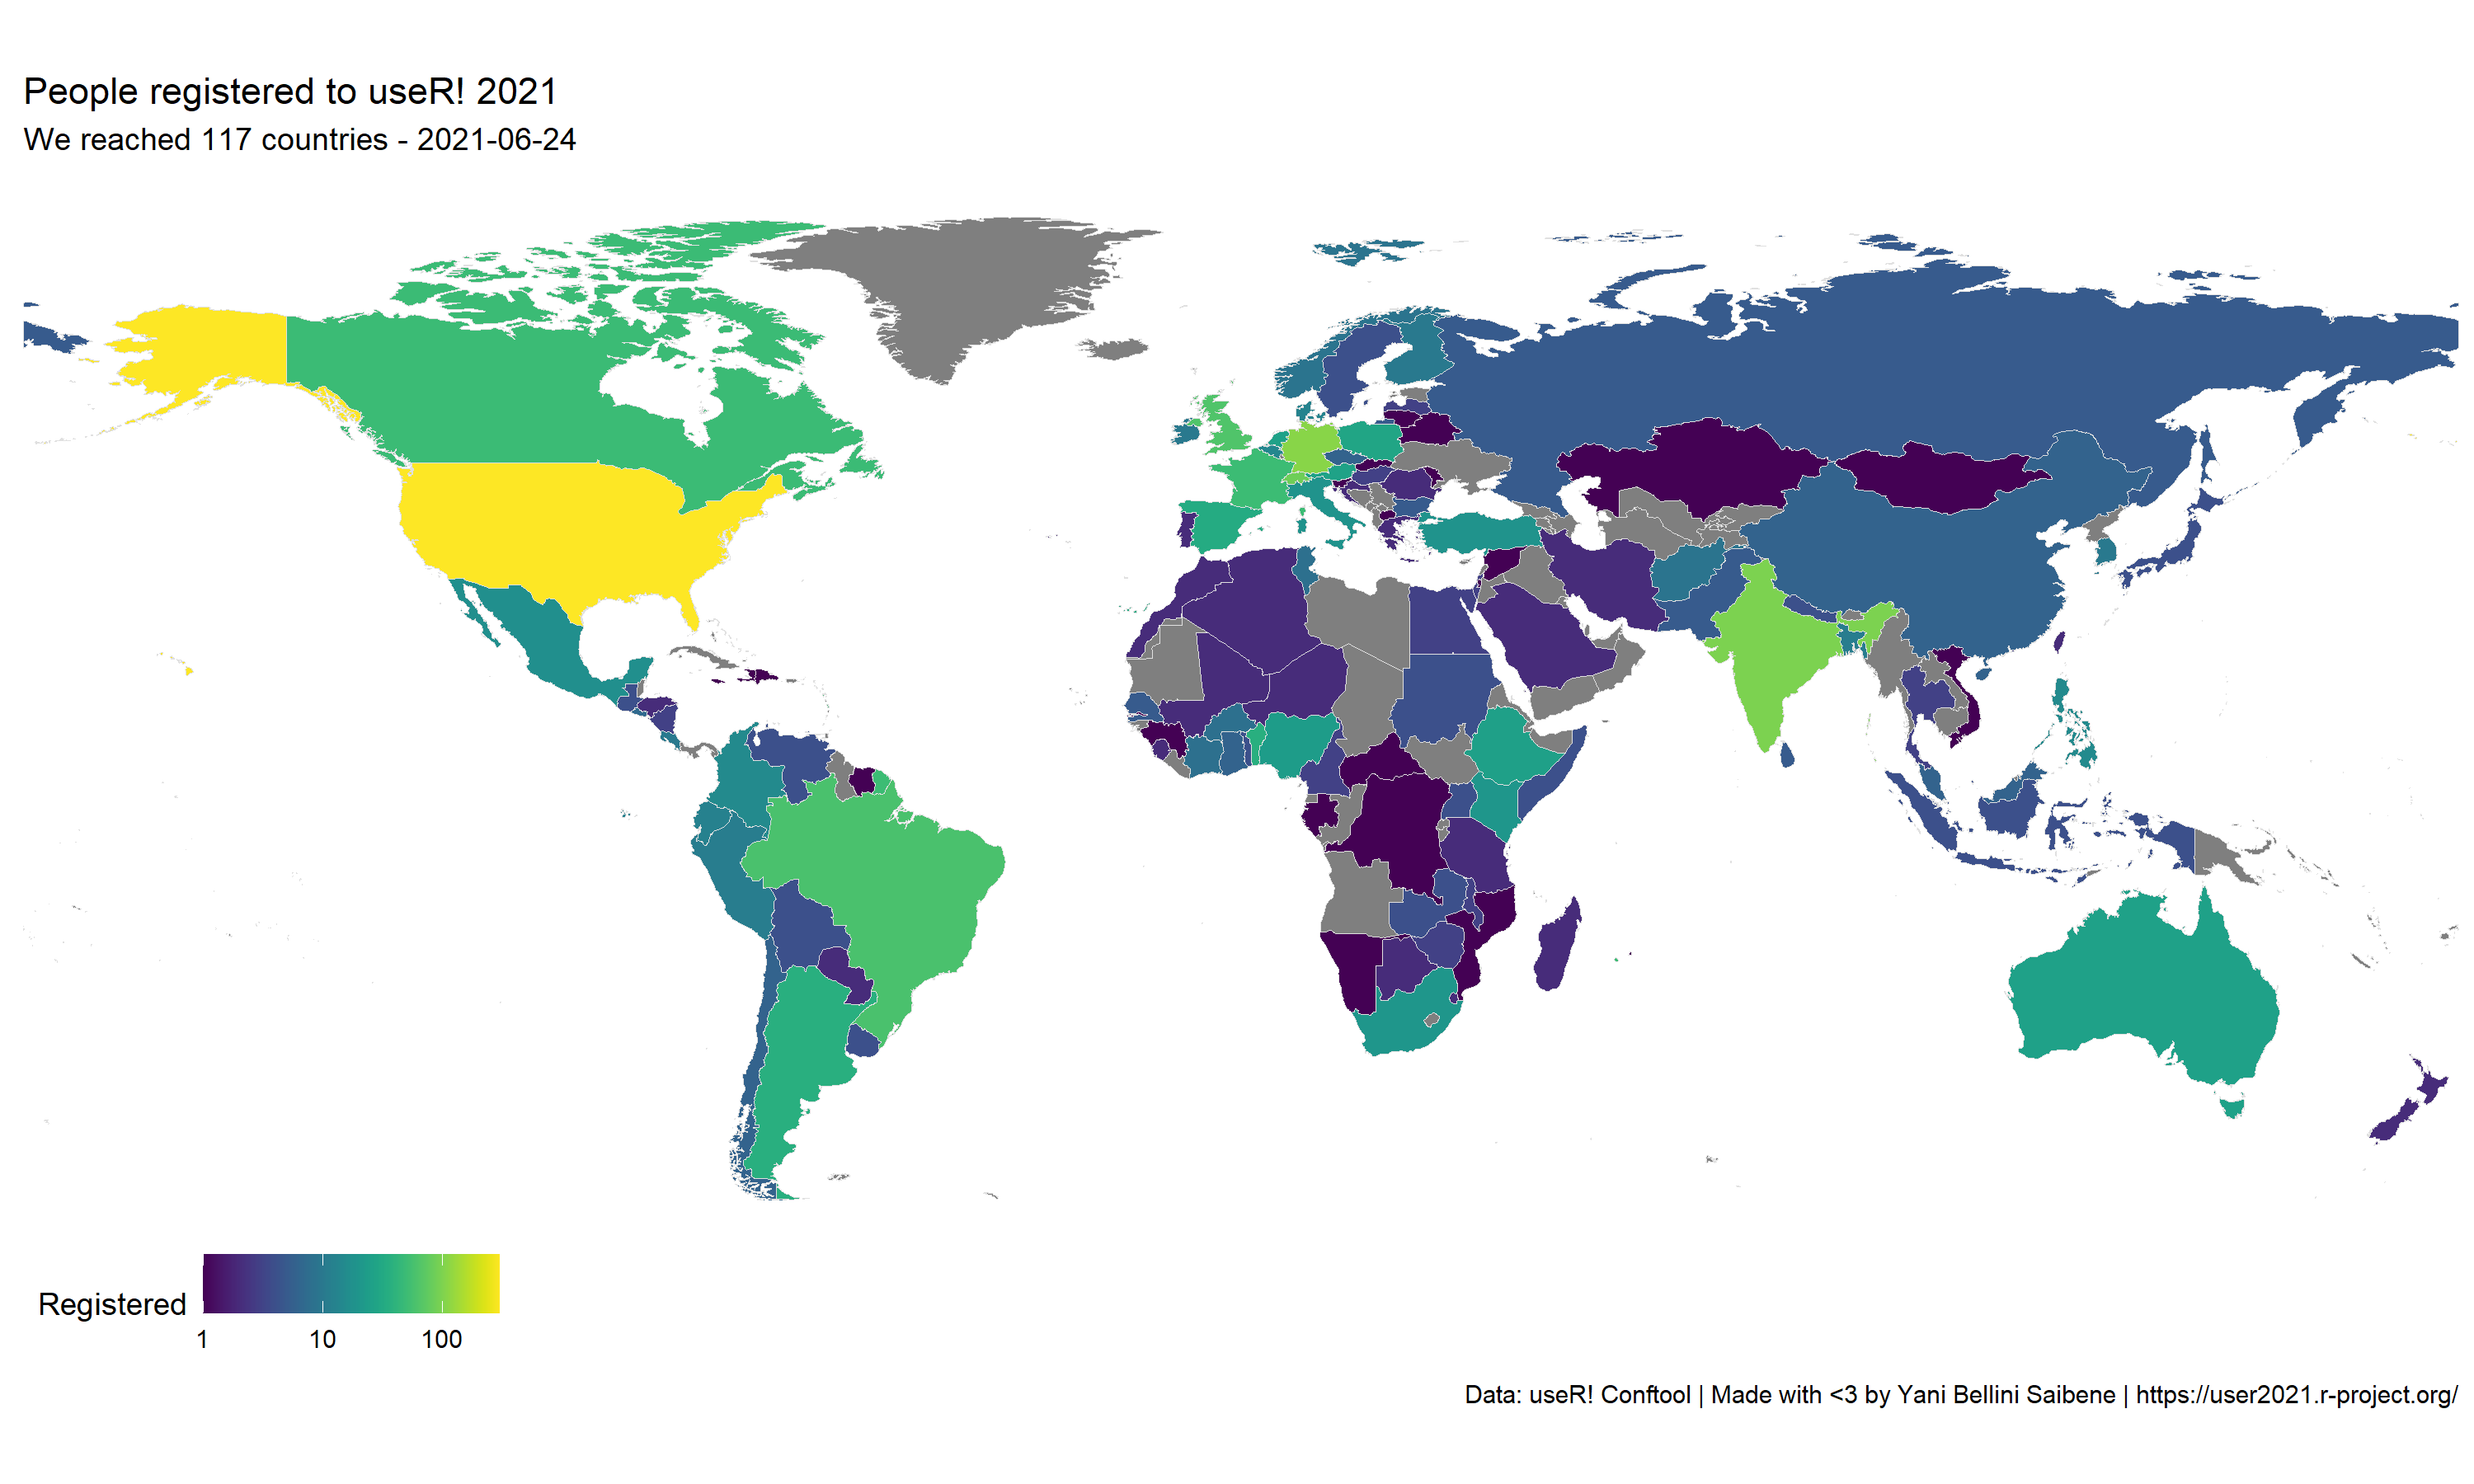 People registered to useR! 2021
We reached 117 countries - 2021-06-24
Registered
1 10 100
Data: useR! Conftool | Made with <3 by Yani Bellini Saibene | https://user2021.r-project.org/